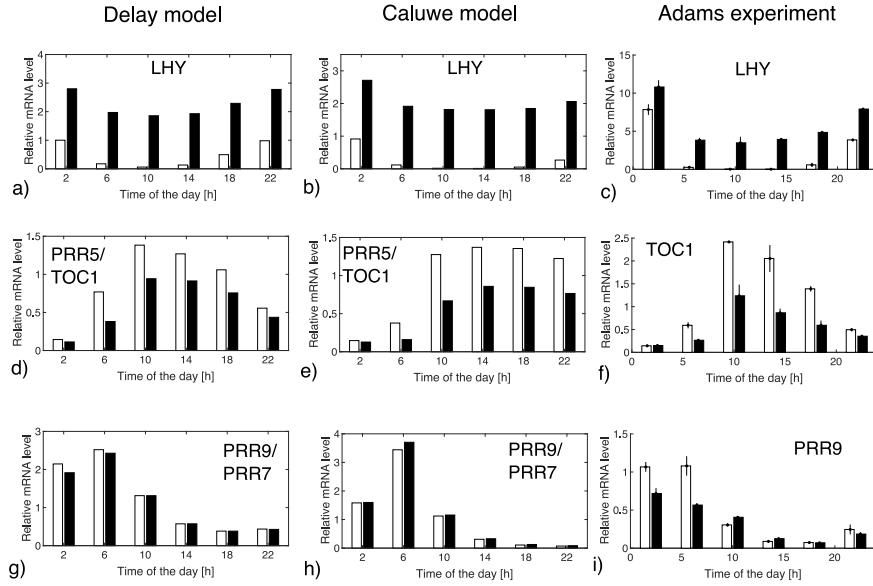 Delay model Caluwe model Adams experiment
LHY
Relative mRNA level
4
3
2
1
0
2 6 10 14 18 22
Time of the day [h]
a)
LHY
Relative mRNA level
3
2
1
0
2 6 10 14 18 22
Time of the day [h]
b)
LHY
Relative mRNA level
15
10
5
0
0 5 10 15 20
Time of the day [h]
c)
PRR5/
TOC1
Relative mRNA level
1.5
1
0.5
0
2 6 10 14 18 22
Time of the day [h]
d)
PRR5/
TOC1
Relative mRNA level
1.5
1
0.5
0
2 6 10 14 18 22
Time of the day [h]
e)
TOC1
Relative mRNA level
2.5
2
1.5
1
0.5
0
0 5 10 15 20
Time of the day [h]
f)
PRR9/
PRR7
Relative mRNA level
3
2
1
0
2 6 10 14 18 22
Time of the day [h]
g)
PRR9/
PRR7
Relative mRNA level
4
3
2
1
0
2 6 10 14 18 22
Time of the day [h]
h)
PRR9
Relative mRNA level
1.5
1
0.5
0
0 5 10 15 20
Time of the day [h]
i)